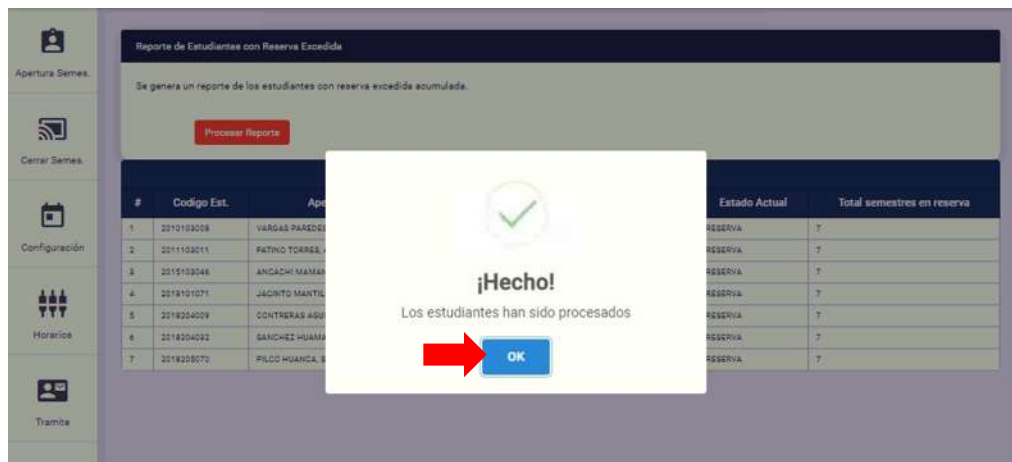 Reporte de Estudiantes con Reserva Excedida
Apertura Semes.
Se genera un reporte de los estudiantes con reserva excedida acumulada.
Procesar Reporte
Cerrar Semes.
# Codigo Est. Ape Estado Actual Total semestres en reserva
1 2010103009 VARGAS PAREDES RESERVA 7
2 2011103011 PATINO TORRES, RESERVA 7
3 2015103046 ANCACHI MAMAN RESERVA 7
4 2018101071 JACINTO MANTIL RESERVA 7
5 2018204009 CONTRERAS AGU RESERVA 7
6 2018204092 SANCHEZ HUAMA RESERVA 7
7 2018205070 PILCO HUANCA, RESERVA 7
Configuración
Horarios
Tramite
¡Hecho!
Los estudiantes han sido procesados
OK